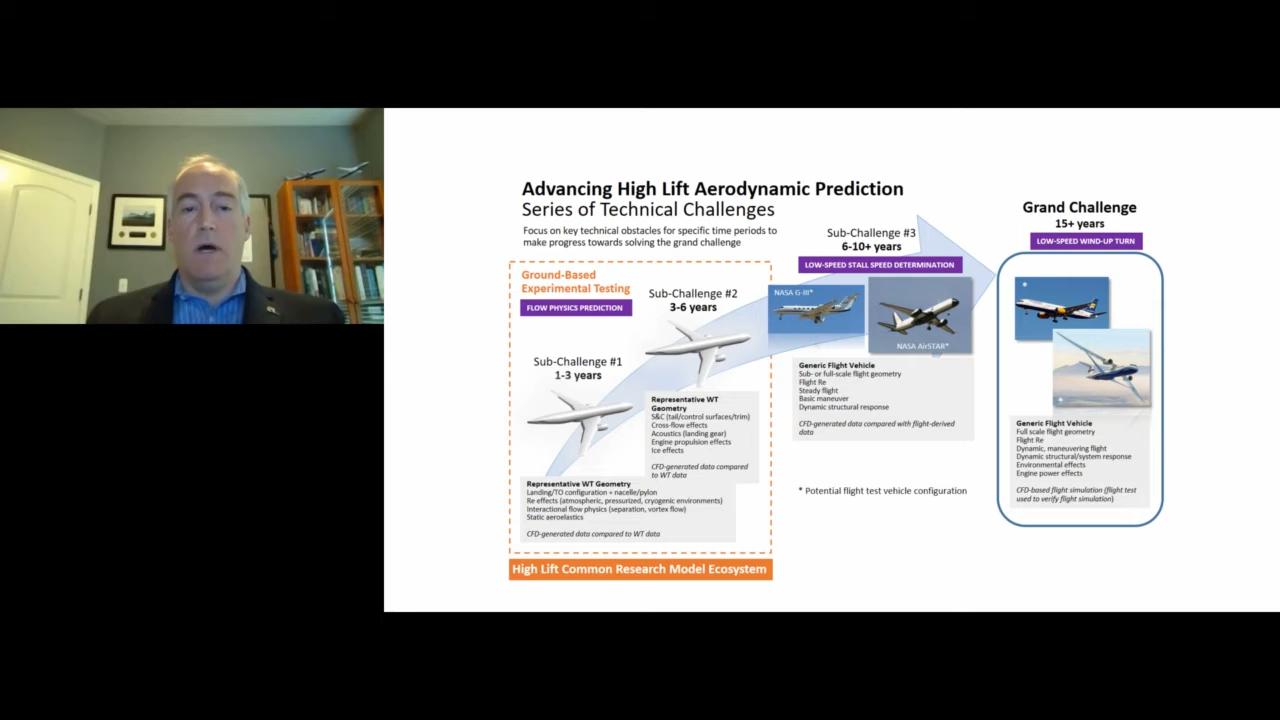 Advancing High Lift Aerodynamic Prediction
Series of Technical Challenges
Focus on key technical obstacles for specific time periods to
make progress towards solving the grand challenge
Ground-Based
Experimental Testing
FLOW PHYSICS PREDICTION
Sub-Challenge #1
1-3 years
Representative WT Geometry
Landing/TO configuration + nacelle/pylon
Re effects (atmospheric, pressurized, cryogenic environments)
Interactional flow physics (separation, vortex flow)
Static aeroelastics
CFD-generated data compared to WT data
Sub-Challenge #2
3-6 years
Representative WT
Geometry
S&C (tail/control surfaces/trim)
Cross-flow effects
Acoustics (landing gear)
Engine propulsion effects
Ice effects
CFD-generated data compared
to WT data
High Lift Common Research Model Ecosystem
Sub-Challenge #3
6-10+ years
LOW-SPEED STALL SPEED DETERMINATION
NASA G-III*
NASA AirSTAR*
Generic Flight Vehicle
Sub- or full-scale flight geometry
Flight Re
Steady flight
Basic maneuver
Dynamic structural response
CFD-generated data compared with flight-derived
data
* Potential flight test vehicle configuration
Grand Challenge
15+ years
LOW-SPEED WIND-UP TURN
Generic Flight Vehicle
Full scale flight geometry
Flight Re
Dynamic, maneuvering flight
Dynamic structural/system response
Environmental effects
Engine power effects
CFD-based flight simulation (flight test
used to verify flight simulation)